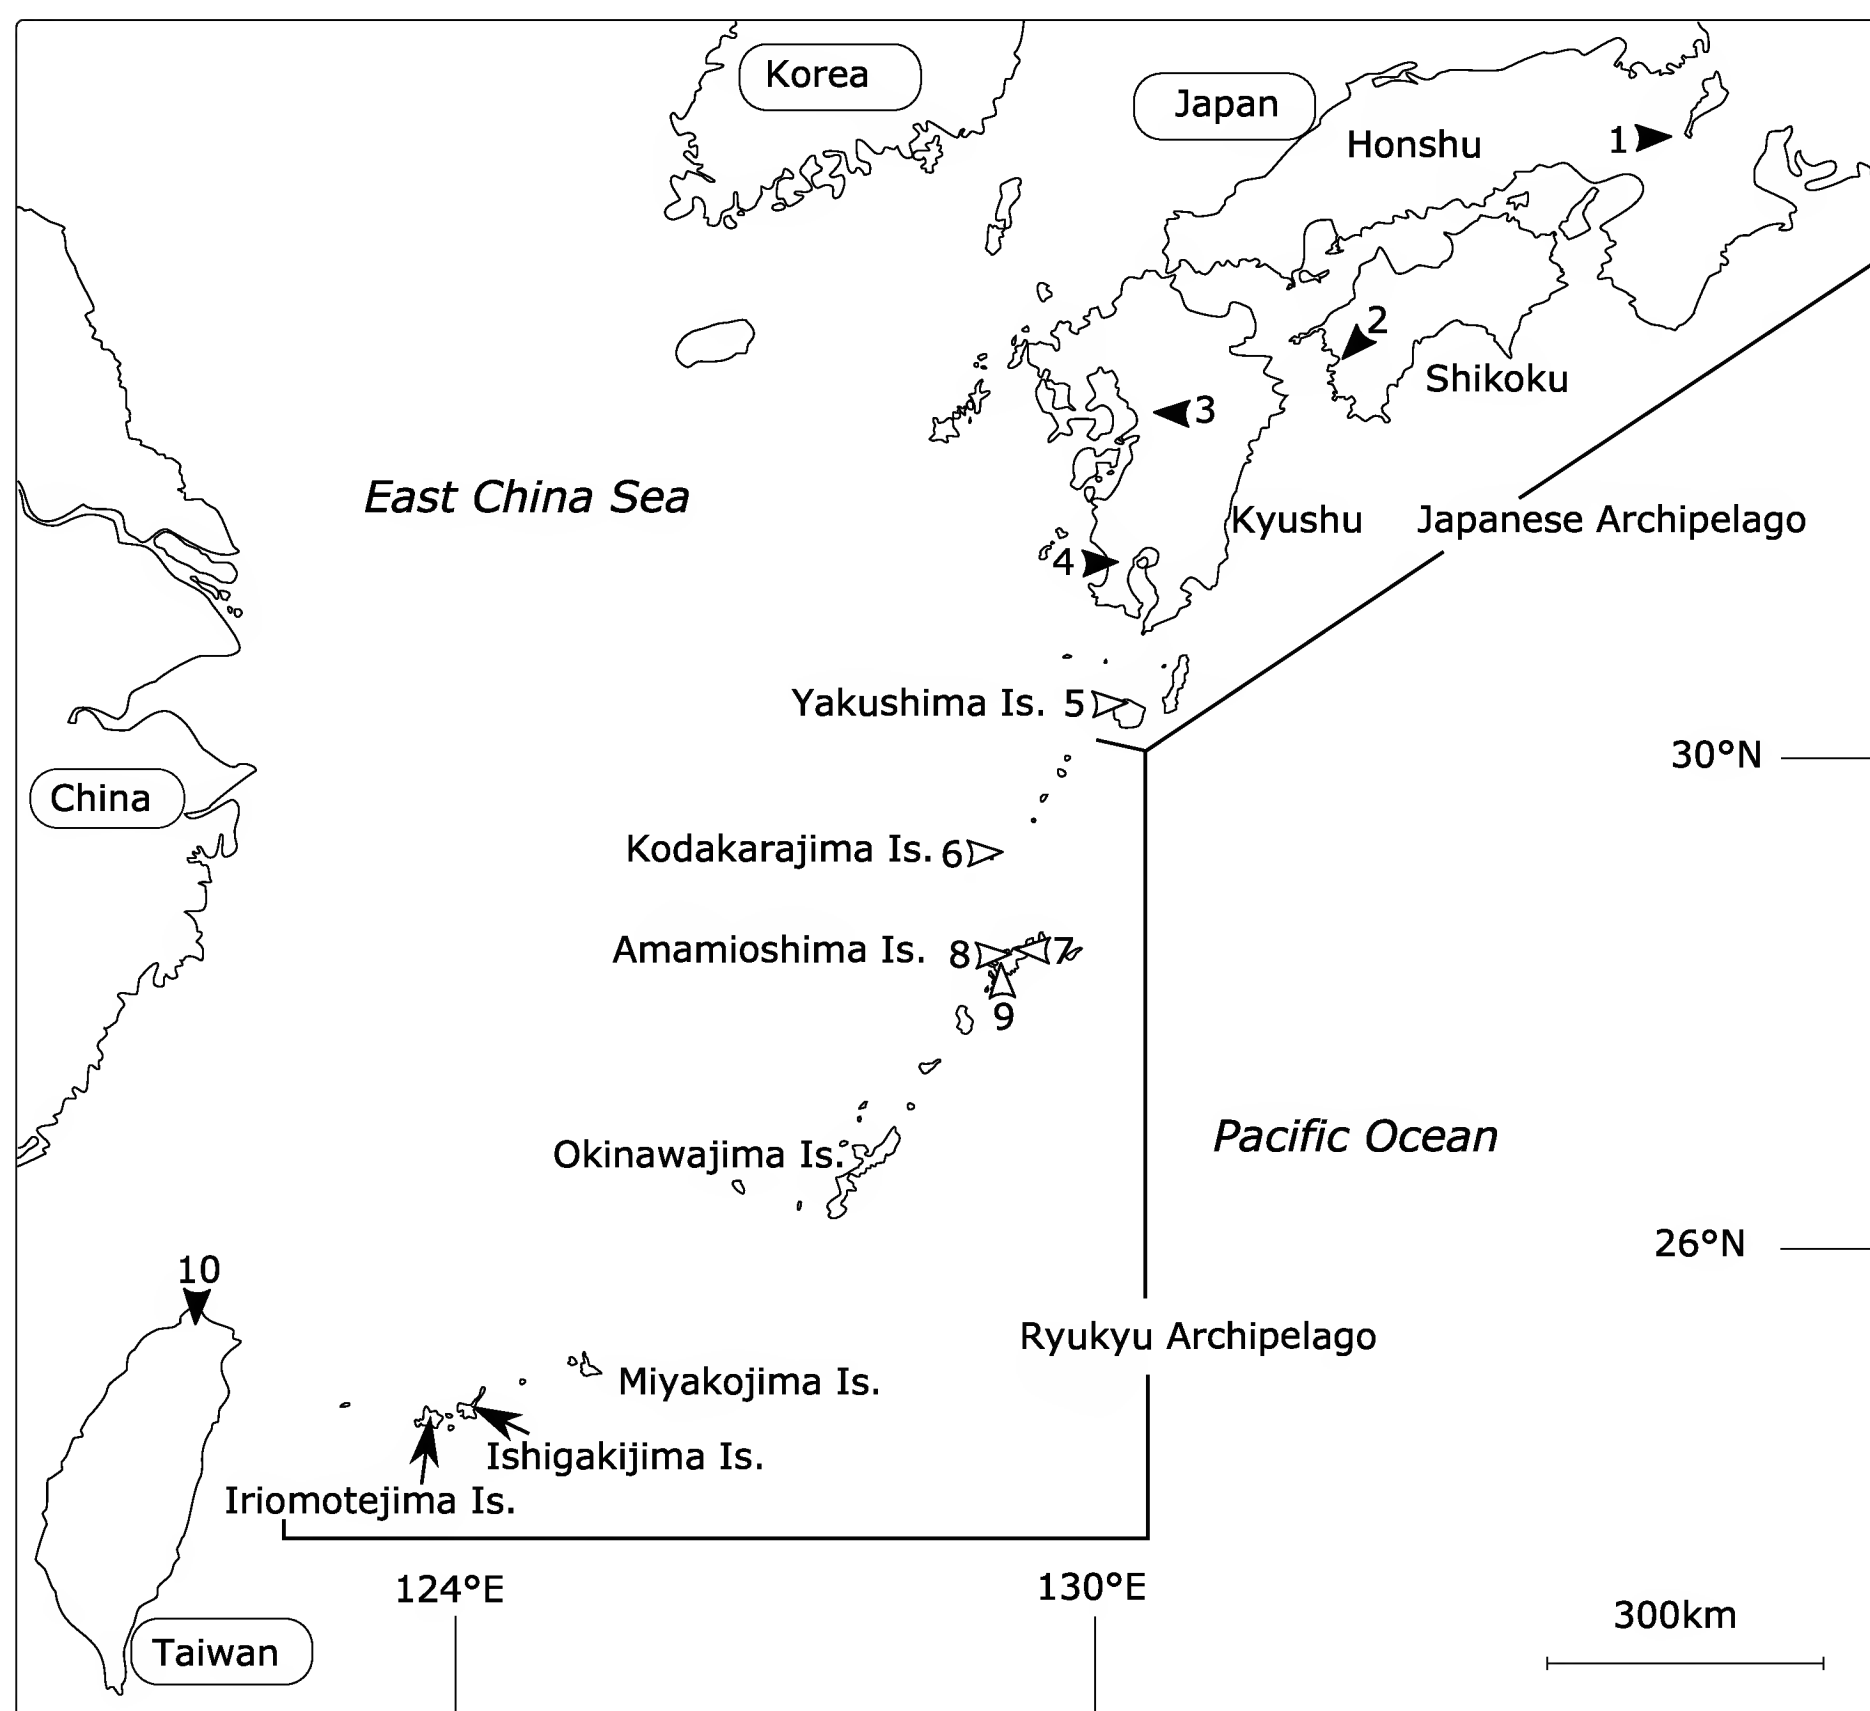 Korea
Japan
Honshu
1
2
Shikoku
3
East China Sea
Kyushu
Japanese Archipelago
4
Yakushima Is. 5
30°N
China
Kodakarajima Is. 6
Amamioshima Is. 8
7
9
Pacific Ocean
Okinawajima Is.
26°N
10
Ryukyu Archipelago
Miyakojima Is.
Ishigakijima Is.
Iriomotejima Is.
124°E
130°E
300km
Taiwan